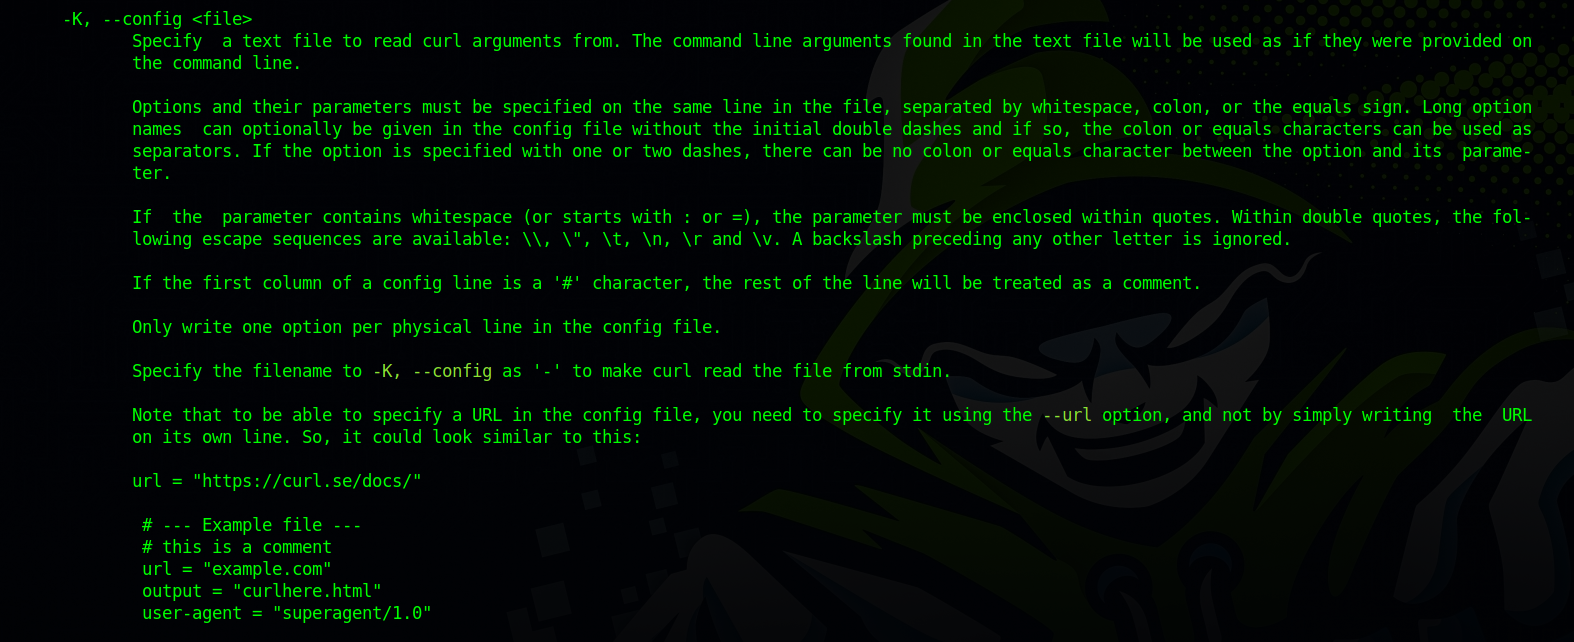 -K, --config <file>
Specify  a text file to read curl arguments from. The command line arguments found in the text file will be used as if they were provided on
the command line.

Options and their parameters must be specified on the same line in the file, separated by whitespace, colon, or the equals sign. Long option
names  can optionally be given in the config file without the initial double dashes and if so, the colon or equals characters can be used as
separators. If the option is specified with one or two dashes, there can be no colon or equals character between the option and its  parame-
ter.

If  the  parameter contains whitespace (or starts with : or =), the parameter must be enclosed within quotes. Within double quotes, the fol-
lowing escape sequences are available: \\, \", \t, \n, \r and \v. A backslash preceding any other letter is ignored.

If the first column of a config line is a '#' character, the rest of the line will be treated as a comment.

Only write one option per physical line in the config file.

Specify the filename to -K, --config as '-' to make curl read the file from stdin.

Note that to be able to specify a URL in the config file, you need to specify it using the --url option, and not by simply writing  the  URL
on its own line. So, it could look similar to this:

url = "https://curl.se/docs/"

# --- Example file ---
# this is a comment
url = "example.com"
output = "curlhere.html"
user-agent = "superagent/1.0"